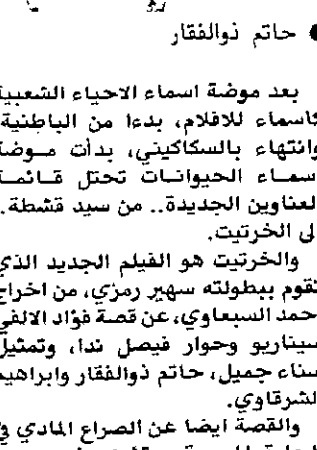 حاتم ذوالفقار
بعد موضة اسماء الاحياء الشعبية
كاسماء للافلام، بدءا من الباطنية
وانتهاء بالسكاكيني، بدأت موضة
اسماء الحيوانات تحتل قائمة
العناوين الجديدة.. من سيد قشطة.
الى الخرتيت.
والخرتيت هو الفيلم الجديد الذي
تقوم ببطولته سهير رمزي، من اخراج
احمد السبعاوي، عن قصة فؤاد الالفي
سيناريو وحوار فيصل ندا، وتمثيل
سناء جميل، حاتم ذوالفقار وابراهيم
الشرقاوي.
والقصة ايضا عن الصراع المادي في